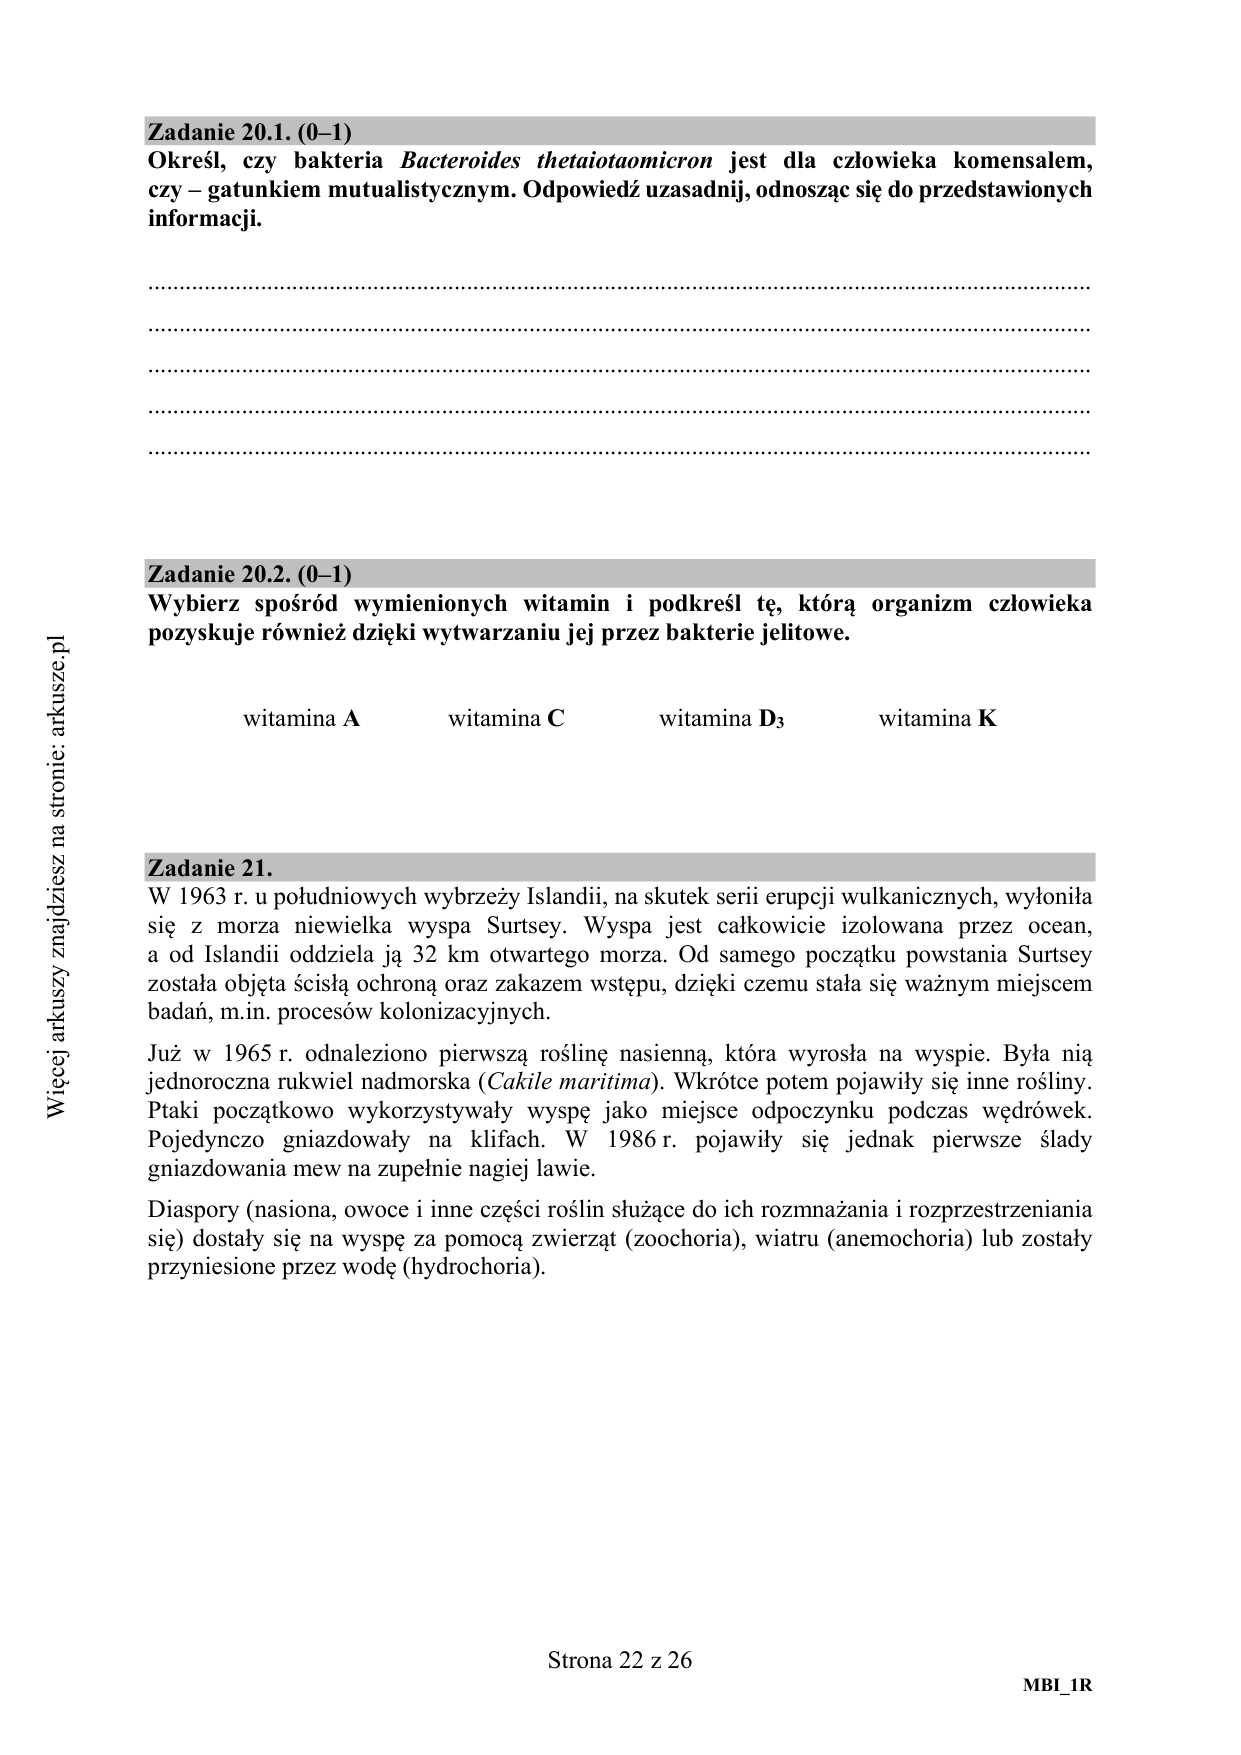 Zadanie 20.1. (0–1)
Określ, czy bakteria Bacteroides thetaiotaomicron jest dla człowieka komensalem,
czy – gatunkiem mutualistycznym. Odpowiedź uzasadnij, odnosząc się do przedstawionych
informacji.
Zadanie 20.2. (0–1)
Wybierz spośród wymienionych witamin i podkreśl tę, którą organizm człowieka
pozyskuje również dzięki wytwarzaniu jej przez bakterie jelitowe.
witamina A witamina C witamina D₃ witamina K
Zadanie 21.
W 1963 r. u południowych wybrzeży Islandii, na skutek serii erupcji wulkanicznych, wyłoniła
się z morza niewielka wyspa Surtsey. Wyspa jest całkowicie izolowana przez ocean,
a od Islandii oddziela ją 32 km otwartego morza. Od samego początku powstania Surtsey
została objęta ścisłą ochroną oraz zakazem wstępu, dzięki czemu stała się ważnym miejscem
badań, m.in. procesów kolonizacyjnych.
Już w 1965 r. odnaleziono pierwszą roślinę nasienną, która wyrosła na wyspie. Była nią
jednoroczna rukwiel nadmorska (Cakile maritima). Wkrótce potem pojawiły się inne rośliny.
Ptaki początkowo wykorzystywały wyspę jako miejsce odpoczynku podczas wędrówek.
Pojedynczo gniazdowały na klifach. W 1986 r. pojawiły się jednak pierwsze ślady
gniazdowania mew na zupełnie nagiej lawie.
Diaspory (nasiona, owoce i inne części roślin służące do ich rozmnażania i rozprzestrzeniania
się) dostały się na wyspę za pomocą zwierząt (zoochoria), wiatru (anemochoria) lub zostały
przyniesione przez wodę (hydrochoria).
Więcej arkuszy znajdziesz na stronie: arkusze.pl
Strona 22 z 26
MBI_1R